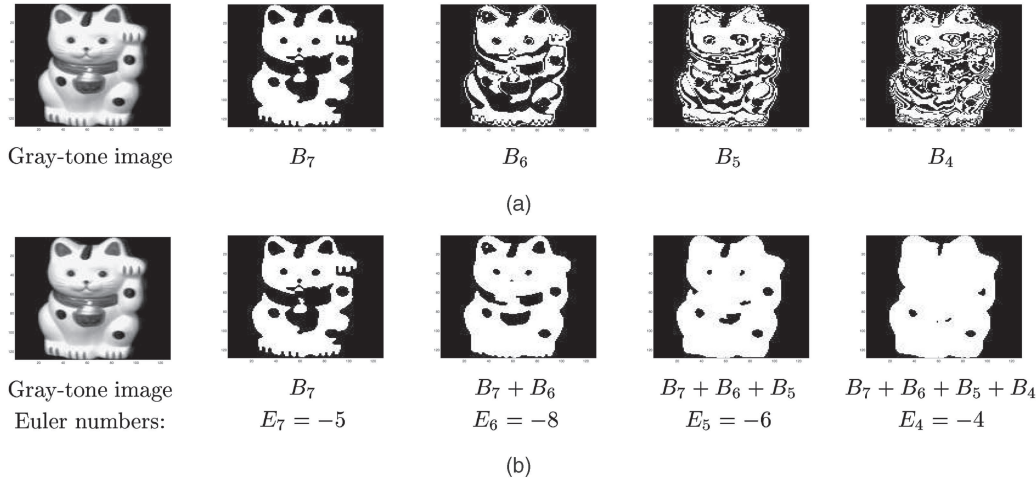 Gray-tone image B₇ B₆ B₅ B₄
(a)
Gray-tone image B₇ B₇ + B₆ B₇ + B₆ + B₅ B₇ + B₆ + B₅ + B₄
Euler numbers: E₇ = −5 E₆ = −8 E₅ = −6 E₄ = −4
(b)